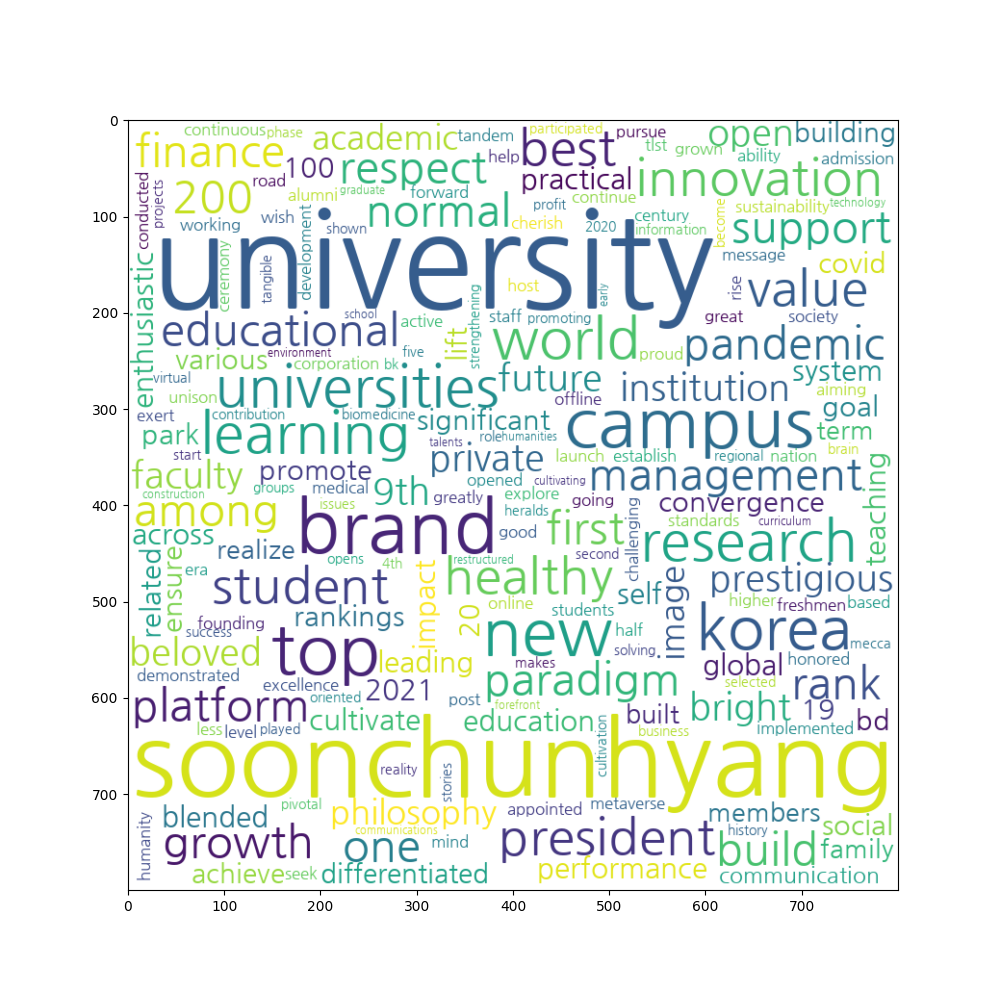 0
continuous phase academic tandem participated pursue open building
finance 100 respect help best tlst grown ability admission
conducted projects road 200 alumni graduate forward practical continue innovation
100
working wish development shown normal cherish profit 2020 century information become sustainability technology support
university
enthusiastic ceremony tangible host early message covid
rise value
200
educational school active lift strengthening staff promoting great society
various environment corporation bk five world proud pandemic
virtual unison universities future offline institution system aiming
300
exert contribution biomedicine significant campus goal
park learning talents role humanities term
start private launch establish regional nation brain
faculty promote opened cultivating management teaching
construction groups medical 9th greatly explore going convergence
400
among issues brand heralds good first challenging standards curriculum
across realize opens 4th restructured second research
related ensure era student impact healthy self image prestigious
500
founding rankings 20 online students half higher freshmen based
success new solving korea mecca
beloved top leading makes global honored
demonstrated excellence 2021 paradigm selected rank
600
platform oriented post forefront built bright 19 bd
less level played cultivate education cultivation business implemented
soonchunhyang
reality stories
700
humanity blended pivotal philosophy appointed metaverse members social
growth communications one mind president history build family
achieve seek differentiated performance communication
0 100 200 300 400 500 600 700